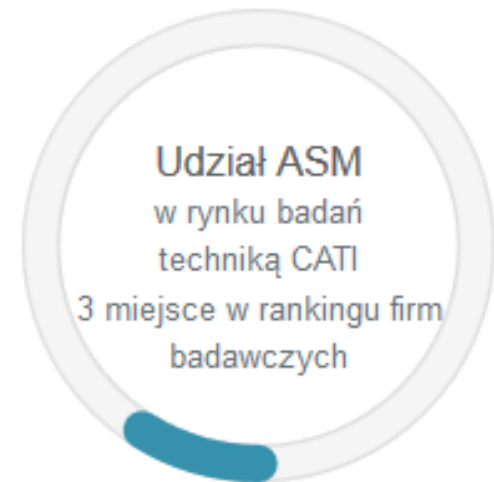 Udział ASM
w rynku badań
techniką CATI
3 miejsce w rankingu firm
badawczych